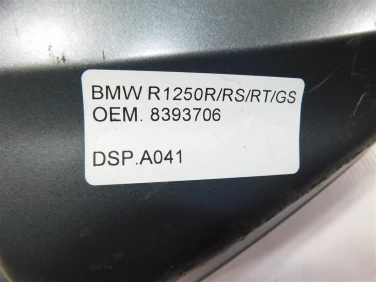 BMW R1250R/RS/RT/GS
OEM. 8393706
DSP.A041